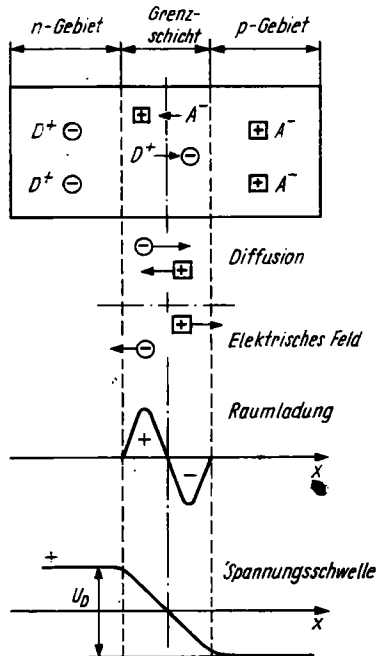 n-Gebiet Grenz- p-Gebiet
schicht
D⁺ ⊖ + A⁻ + A⁻
D⁺ ⊖
D⁺ ⊖ + A⁻
⊖ +
Diffusion
+ ⊖
Elektrisches Feld
Raumladung
+ −
x
+
Spannungsschwelle
U_D
x